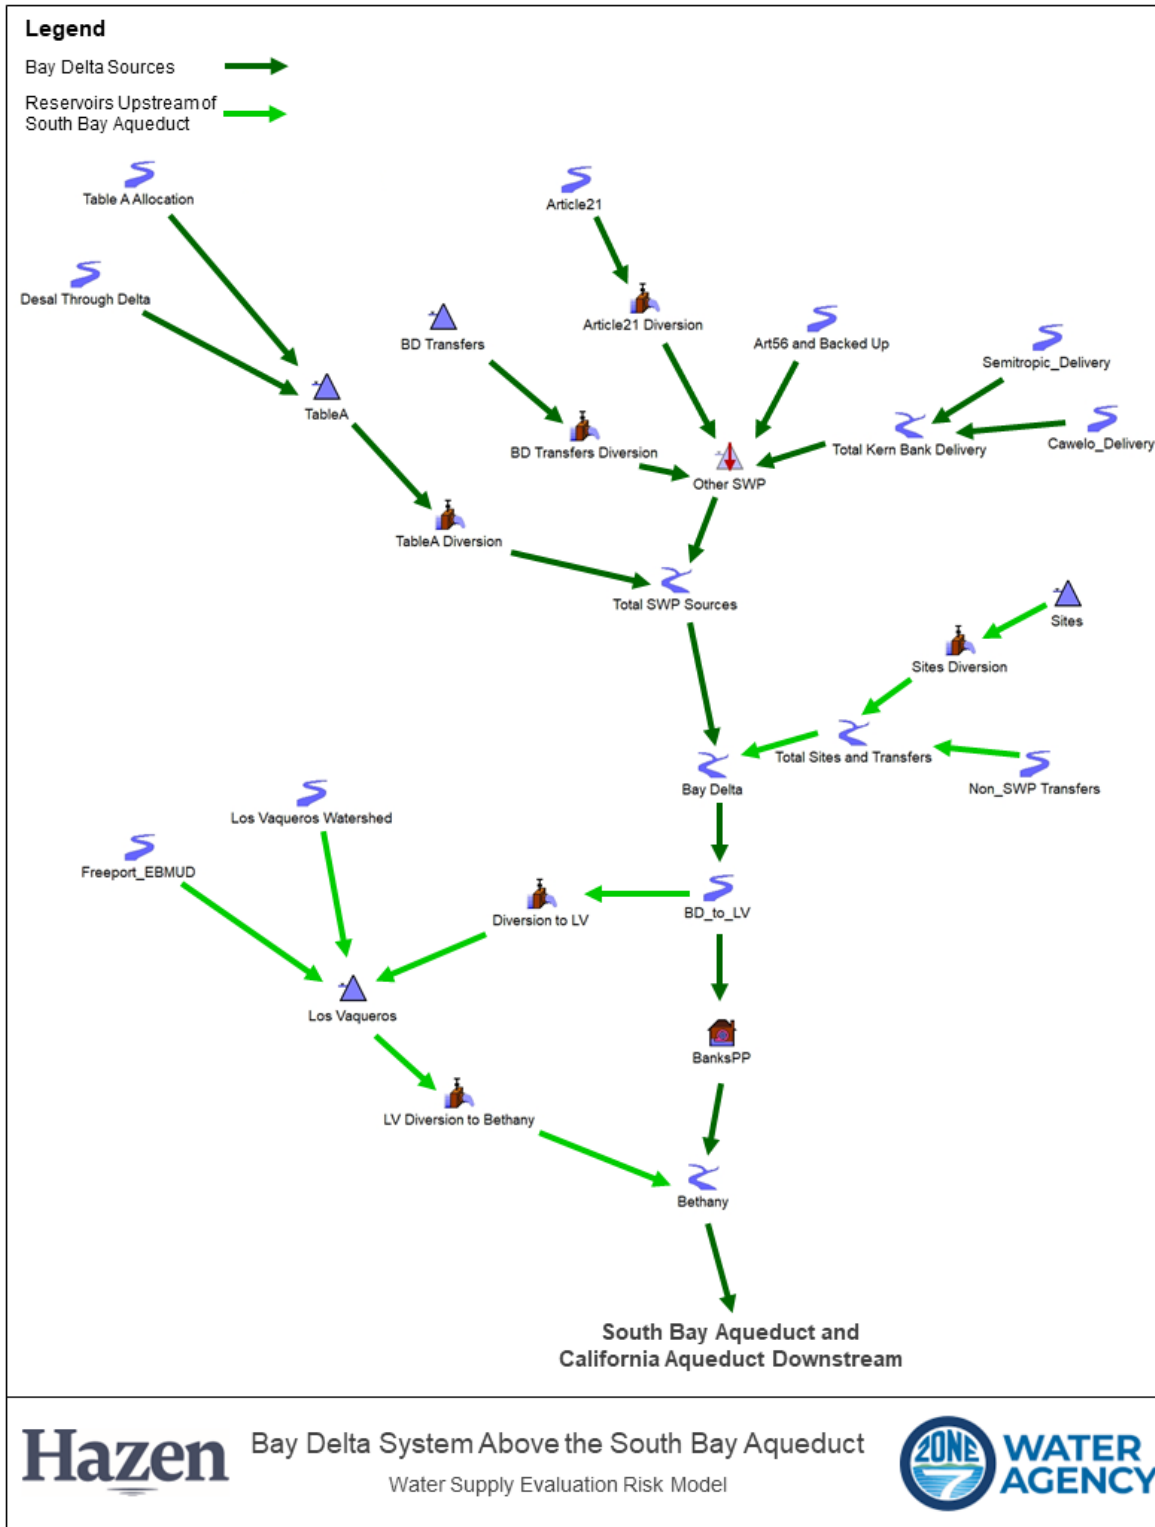 Legend
Bay Delta Sources
Reservoirs Upstream of
South Bay Aqueduct
Table A Allocation
Article21
Desal Through Delta
Article21 Diversion
BD Transfers
Art56 and Backed Up
Semitropic_Delivery
TableA
BD Transfers Diversion
Total Kern Bank Delivery
Cawelo_Delivery
Other SWP
TableA Diversion
Total SWP Sources
Sites
Sites Diversion
Total Sites and Transfers
Bay Delta
Non_SWP Transfers
Los Vaqueros Watershed
Freeport_EBMUD
Diversion to LV
BD_to_LV
Los Vaqueros
BanksPP
LV Diversion to Bethany
Bethany
South Bay Aqueduct and
California Aqueduct Downstream
Hazen
Bay Delta System Above the South Bay Aqueduct
Water Supply Evaluation Risk Model
ZONE
7
WATER
AGENCY